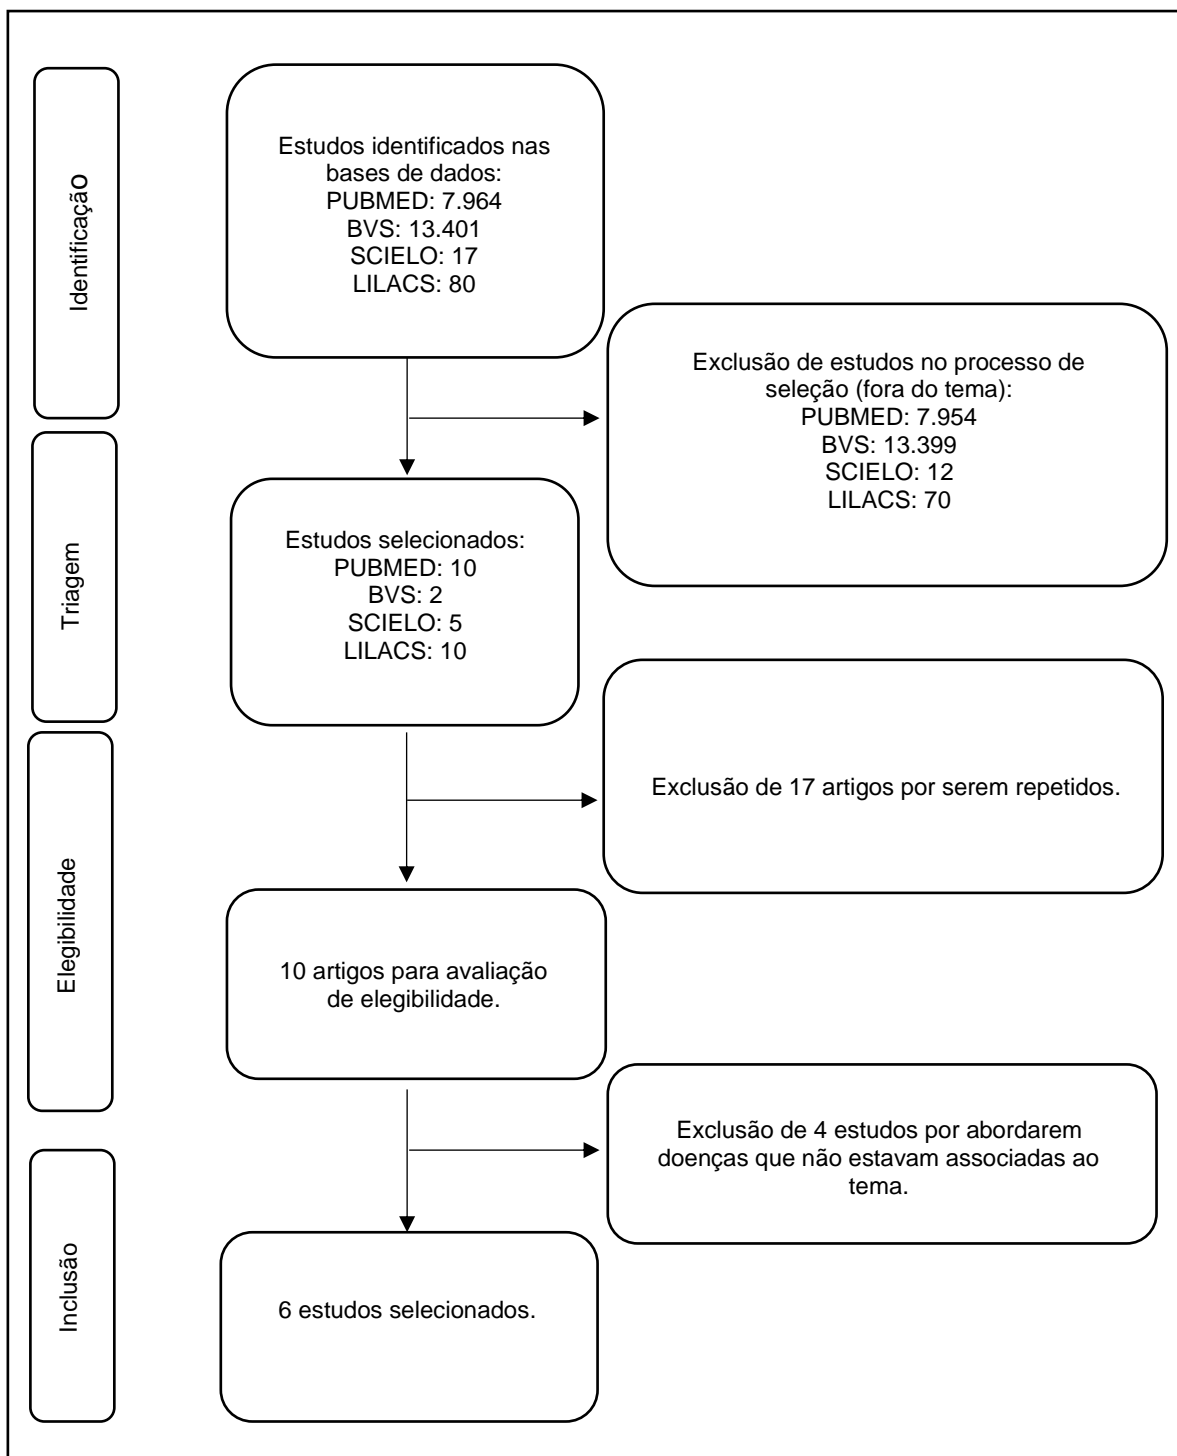 Identificação
Estudos identificados nas
bases de dados:
PUBMED: 7.964
BVS: 13.401
SCIELO: 17
LILACS: 80
Exclusão de estudos no processo de
seleção (fora do tema):
PUBMED: 7.954
BVS: 13.399
SCIELO: 12
LILACS: 70
Triagem
Estudos selecionados:
PUBMED: 10
BVS: 2
SCIELO: 5
LILACS: 10
Exclusão de 17 artigos por serem repetidos.
Elegibilidade
10 artigos para avaliação
de elegibilidade.
Exclusão de 4 estudos por abordarem
doenças que não estavam associadas ao
tema.
Inclusão
6 estudos selecionados.